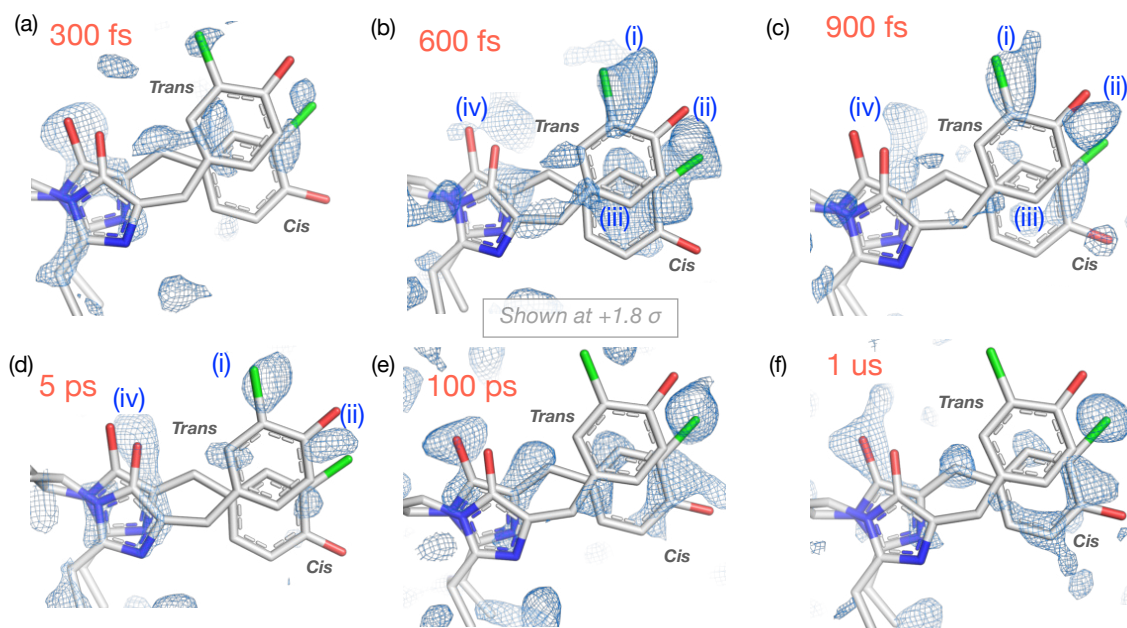 (a)
300 fs
Trans
Cis
(b)
600 fs
(i)
(ii)
(iv)
Trans
(iii)
Cis
(c)
900 fs
(i)
(ii)
(iv)
Trans
(iii)
Cis
Shown at +1.8 σ
(d)
5 ps
(i)
(iv)
(ii)
Trans
Cis
(e)
100 ps
Trans
Cis
(f)
1 us
Trans
Cis